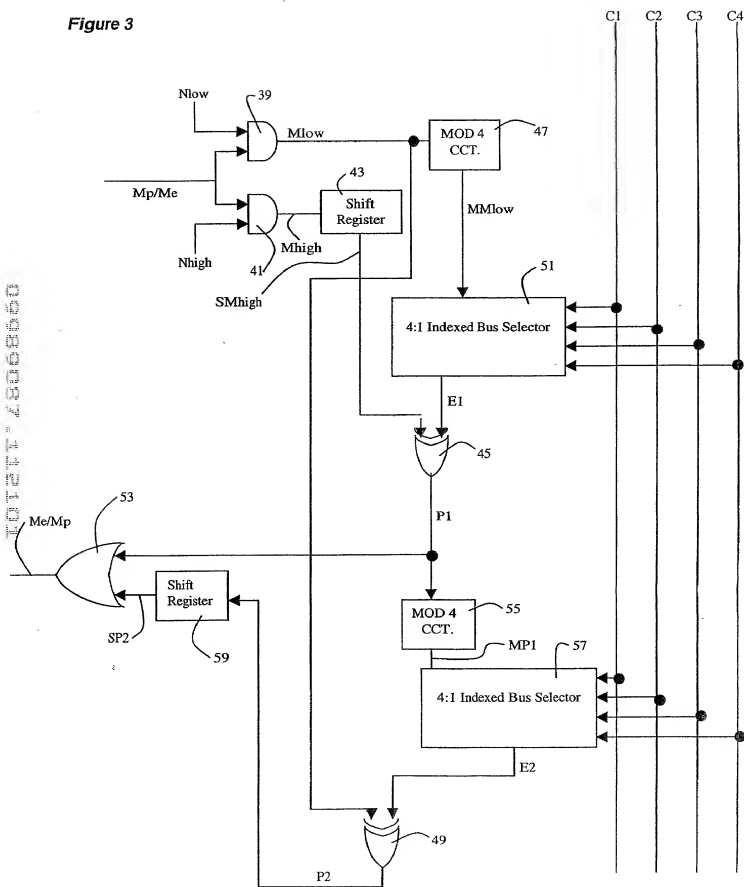 Figure 3
C1 C2 C3 C4
Nlow
39
Mlow
MOD 4
CCT.
47
Mp/Me
43
Shift
Register
MMlow
Mhigh
Nhigh
41
SMhigh
51
4:1 Indexed Bus Selector
E1
45
53
P1
Me/Mp
Shift
Register
MOD 4
CCT.
55
SP2
59
MP1
57
4:1 Indexed Bus Selector
E2
49
P2